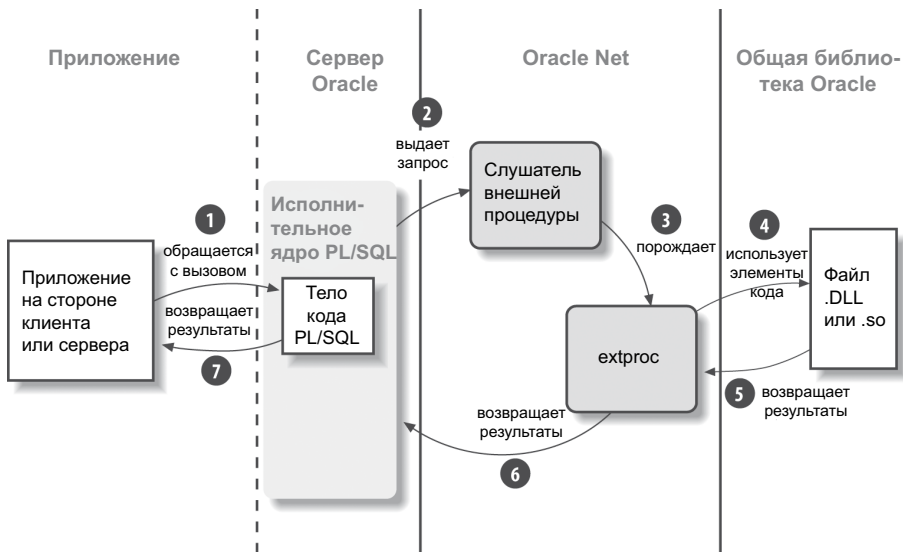 Приложение
Сервер
Oracle
Oracle Net
Общая библио-
тека Oracle
2
выдает
запрос
Слушатель
внешней
процедуры
Исполни-
тельное
ядро PL/SQL
1
обращается
с вызовом
3
порождает
4
использует
элементы
кода
Приложение
на стороне
клиента
или сервера
Тело
кода
PL/SQL
Файл
.DLL
или .so
возвращает
результаты
7
extproc
5
возвращает
результаты
возвращает
результаты
6